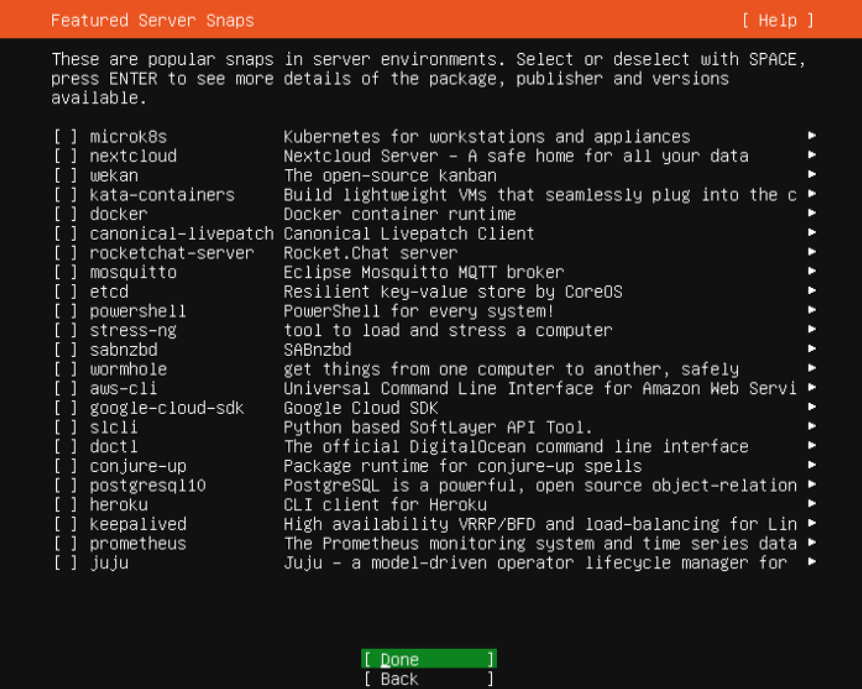 Featured Server Snaps [ Help ]
These are popular snaps in server environments. Select or deselect with SPACE,
press ENTER to see more details of the package, publisher and versions
available.
[ ] microk8s Kubernetes for workstations and appliances ►
[ ] nextcloud Nextcloud Server - A safe home for all your data ►
[ ] wekan The open-source kanban ►
[ ] kata-containers Build lightweight VMs that seamlessly plug into the c ►
[ ] docker Docker container runtime ►
[ ] canonical-livepatch Canonical Livepatch Client ►
[ ] rocketchat-server Rocket.Chat server ►
[ ] mosquitto Eclipse Mosquitto MQTT broker ►
[ ] etcd Resilient key-value store by CoreOS ►
[ ] powershell PowerShell for every system! ►
[ ] stress-ng tool to load and stress a computer ►
[ ] sabnzbd SABnzbd ►
[ ] wormhole get things from one computer to another, safely ►
[ ] aws-cli Universal Command Line Interface for Amazon Web Servi ►
[ ] google-cloud-sdk Google Cloud SDK ►
[ ] slcli Python based SoftLayer API Tool. ►
[ ] doctl The official DigitalOcean command line interface ►
[ ] conjure-up Package runtime for conjure-up spells ►
[ ] postgresql10 PostgreSQL is a powerful, open source object-relation ►
[ ] heroku CLI client for Heroku ►
[ ] keepalived High availability VRRP/BFD and load-balancing for Lin ►
[ ] prometheus The Prometheus monitoring system and time series data ►
[ ] juju Juju - a model-driven operator lifecycle manager for ►
[ Done ]
[ Back ]